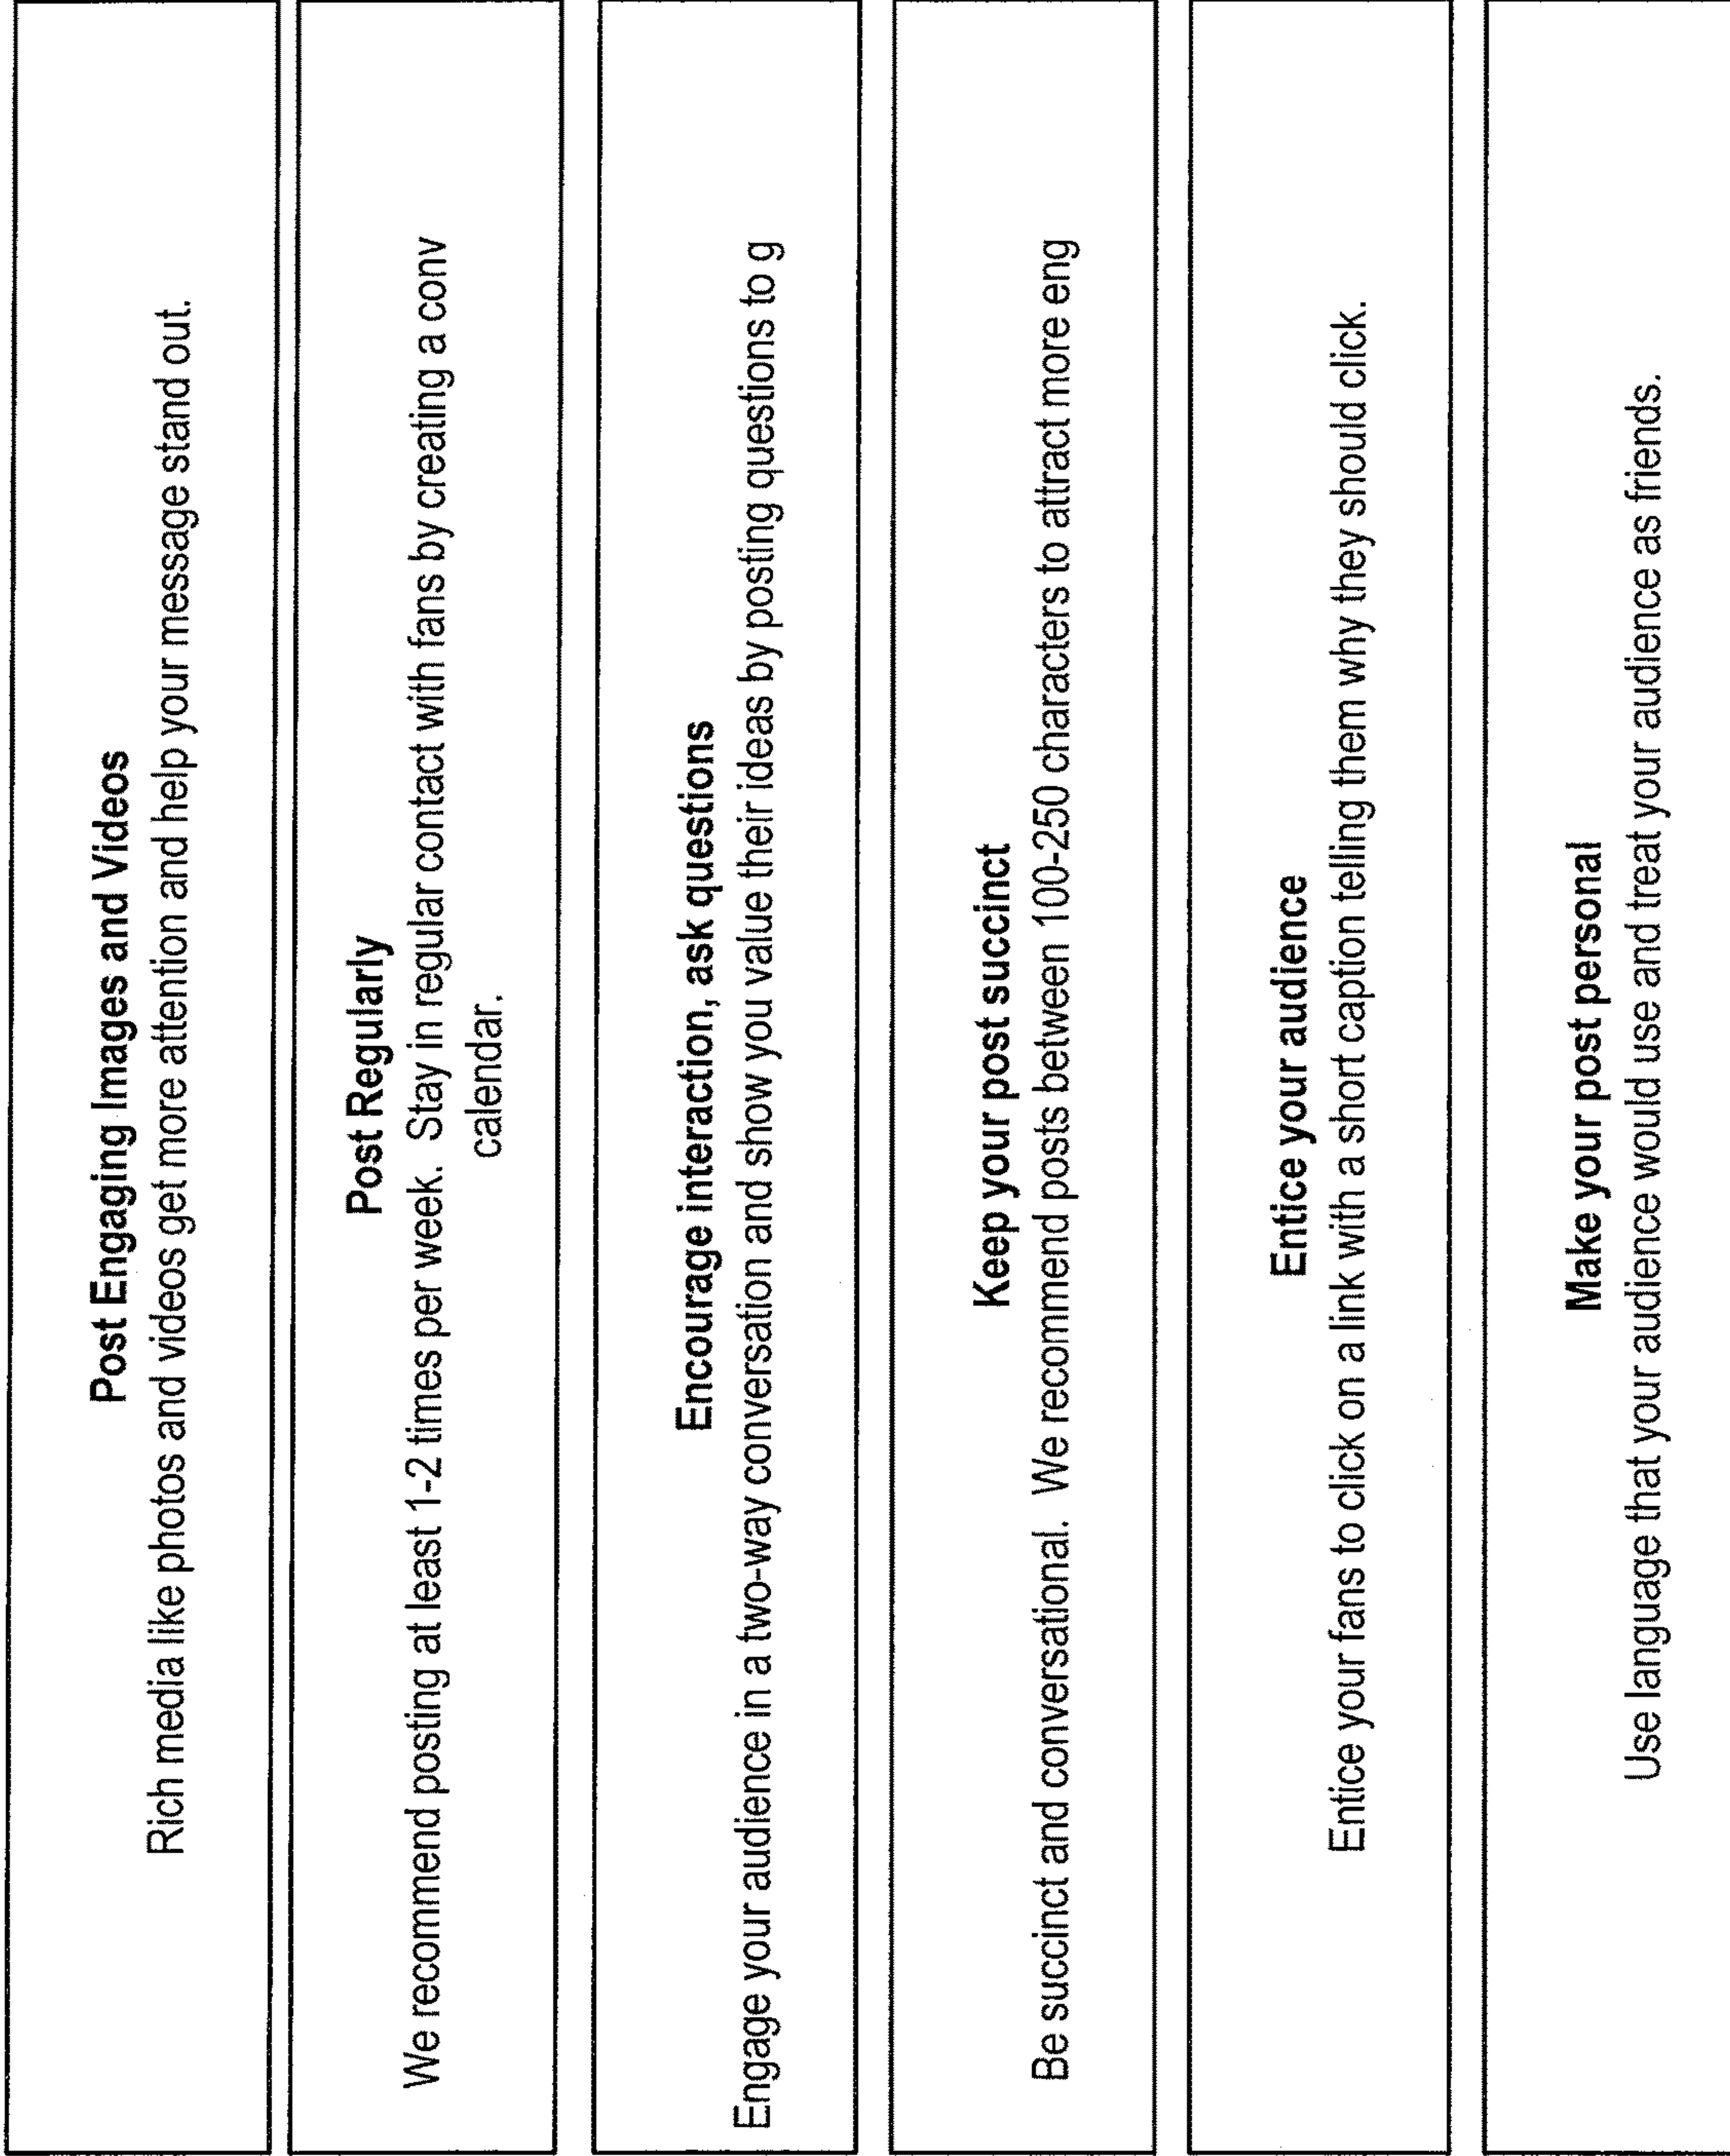 Post Engaging Images and Videos
Rich media like photos and videos get more attention and help your message stand out.
Post Regularly
We recommend posting at least 1-2 times per week. Stay in regular contact with fans by creating a conv
calendar.
Encourage interaction, ask questions
Engage your audience in a two-way conversation and show you value their ideas by posting questions to g
Keep your post succinct
Be succinct and conversational. We recommend posts between 100-250 characters to attract more eng
Entice your audience
Entice your fans to click on a link with a short caption telling them why they should click.
Make your post personal
Use language that your audience would use and treat your audience as friends.